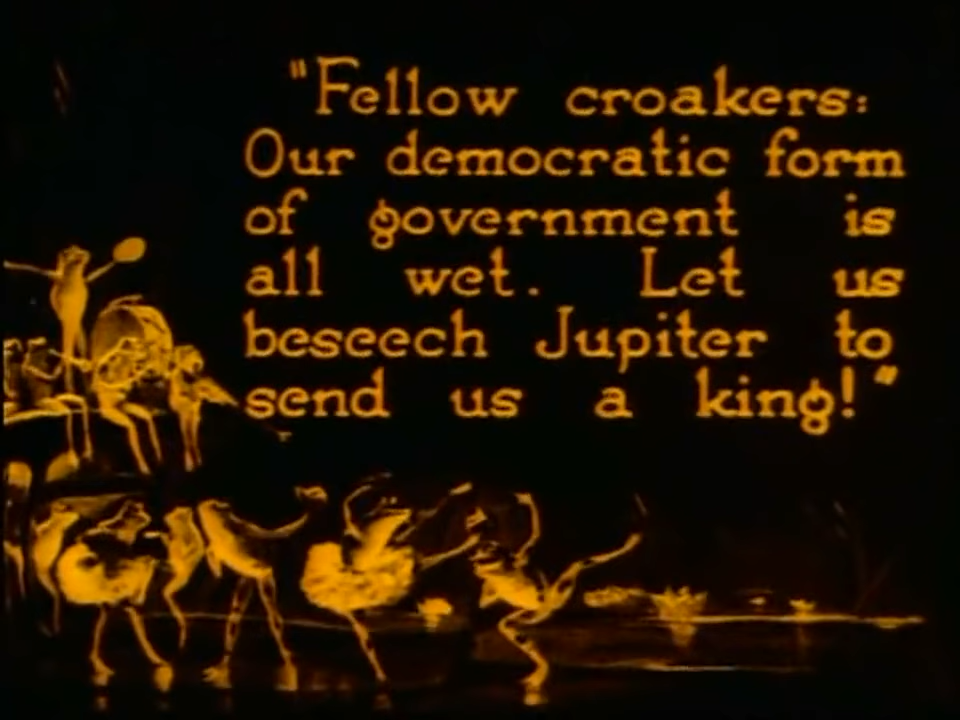 "Fellow croakers:
Our democratic form
of government is
all wet. Let us
beseech Jupiter to
send us a king!"